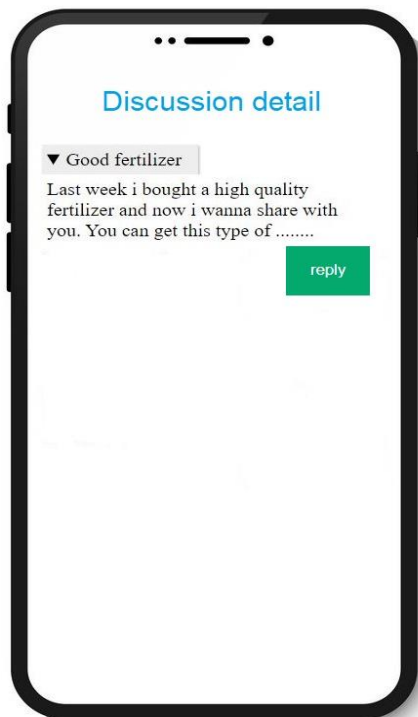 Discussion detail
▼ Good fertilizer
Last week i bought a high quality
fertilizer and now i wanna share with
you. You can get this type of ........
reply